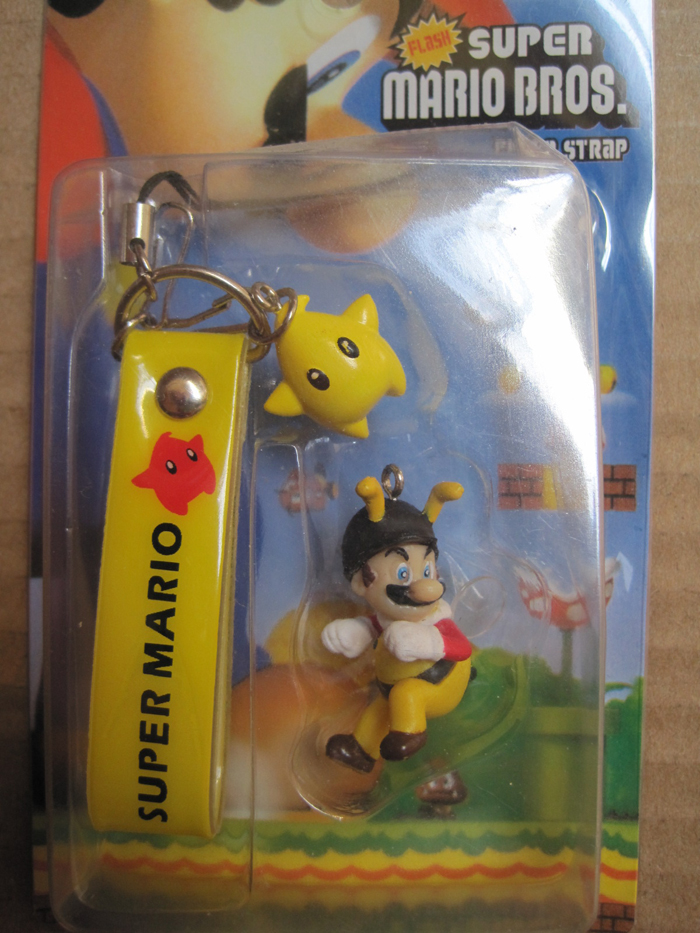 FLASH
SUPER
MARIO BROS.
STRAP
SUPER MARIO